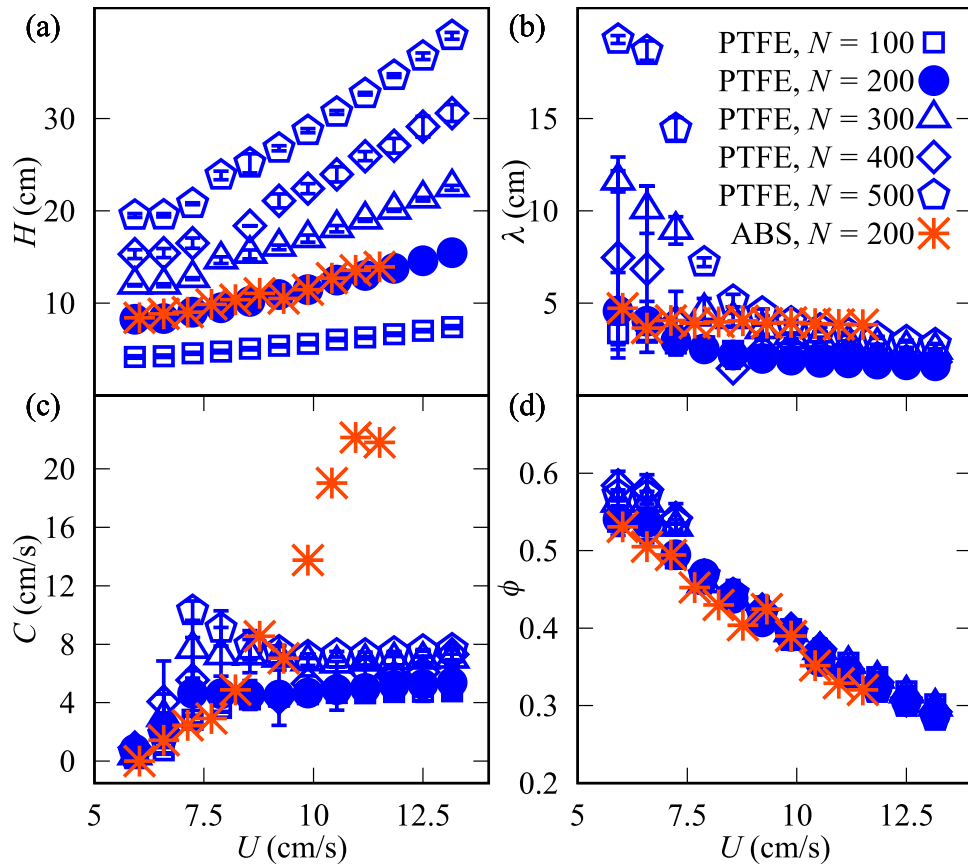 (a)
H (cm)
30
20
10
(b)
λ (cm)
15
10
5
PTFE, N = 100
PTFE, N = 200
PTFE, N = 300
PTFE, N = 400
PTFE, N = 500
ABS, N = 200
(c)
C (cm/s)
20
16
12
8
4
0
5
7.5
10
12.5
U (cm/s)
(d)
ϕ
0.6
0.5
0.4
0.3
0.2
5
7.5
10
12.5
U (cm/s)